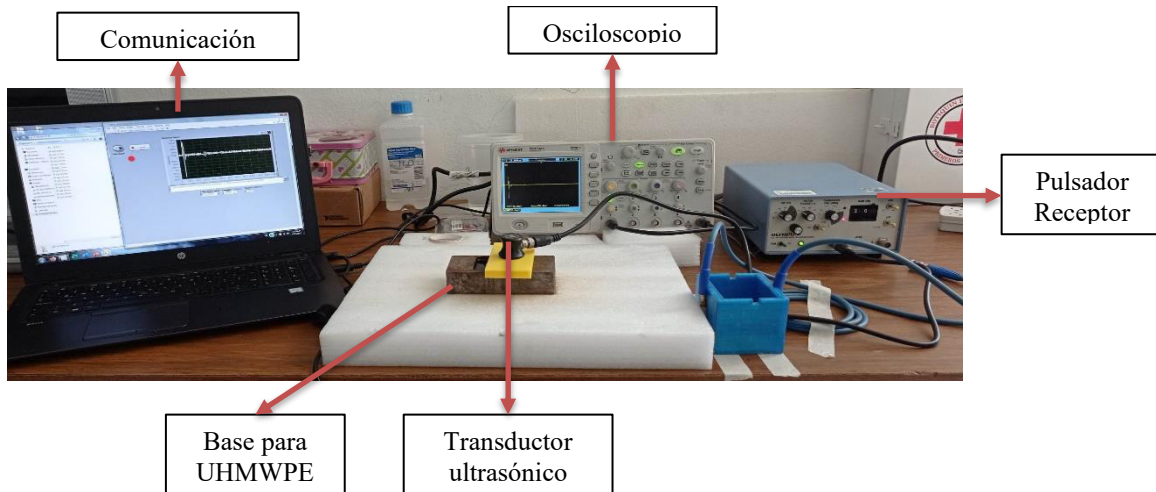 Comunicación
Osciloscopio
Pulsador
Receptor
Base para
UHMWPE
Transductor
ultrasónico